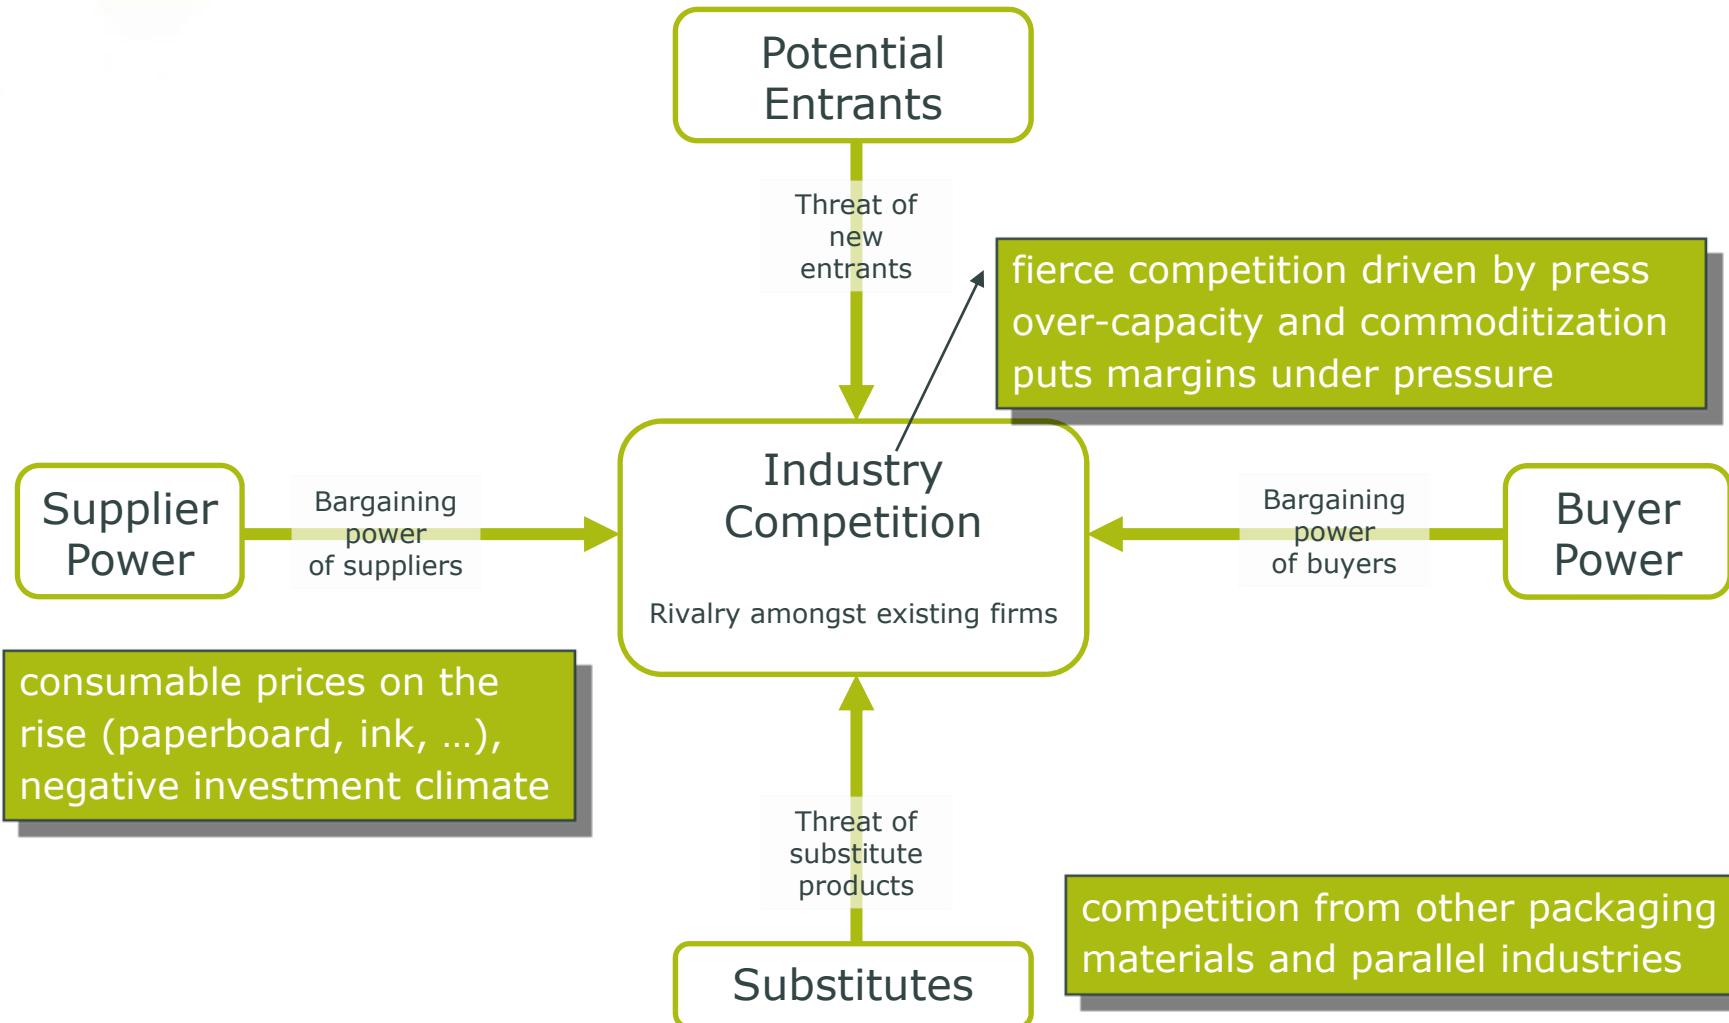 Potential
Entrants
Threat of
new
entrants
fierce competition driven by press
over-capacity and commoditization
puts margins under pressure
Supplier
Power
Bargaining
power
of suppliers
Industry
Competition
Rivalry amongst existing firms
Bargaining
power
of buyers
Buyer
Power
consumable prices on the
rise (paperboard, ink, …),
negative investment climate
Threat of
substitute
products
competition from other packaging
materials and parallel industries
Substitutes